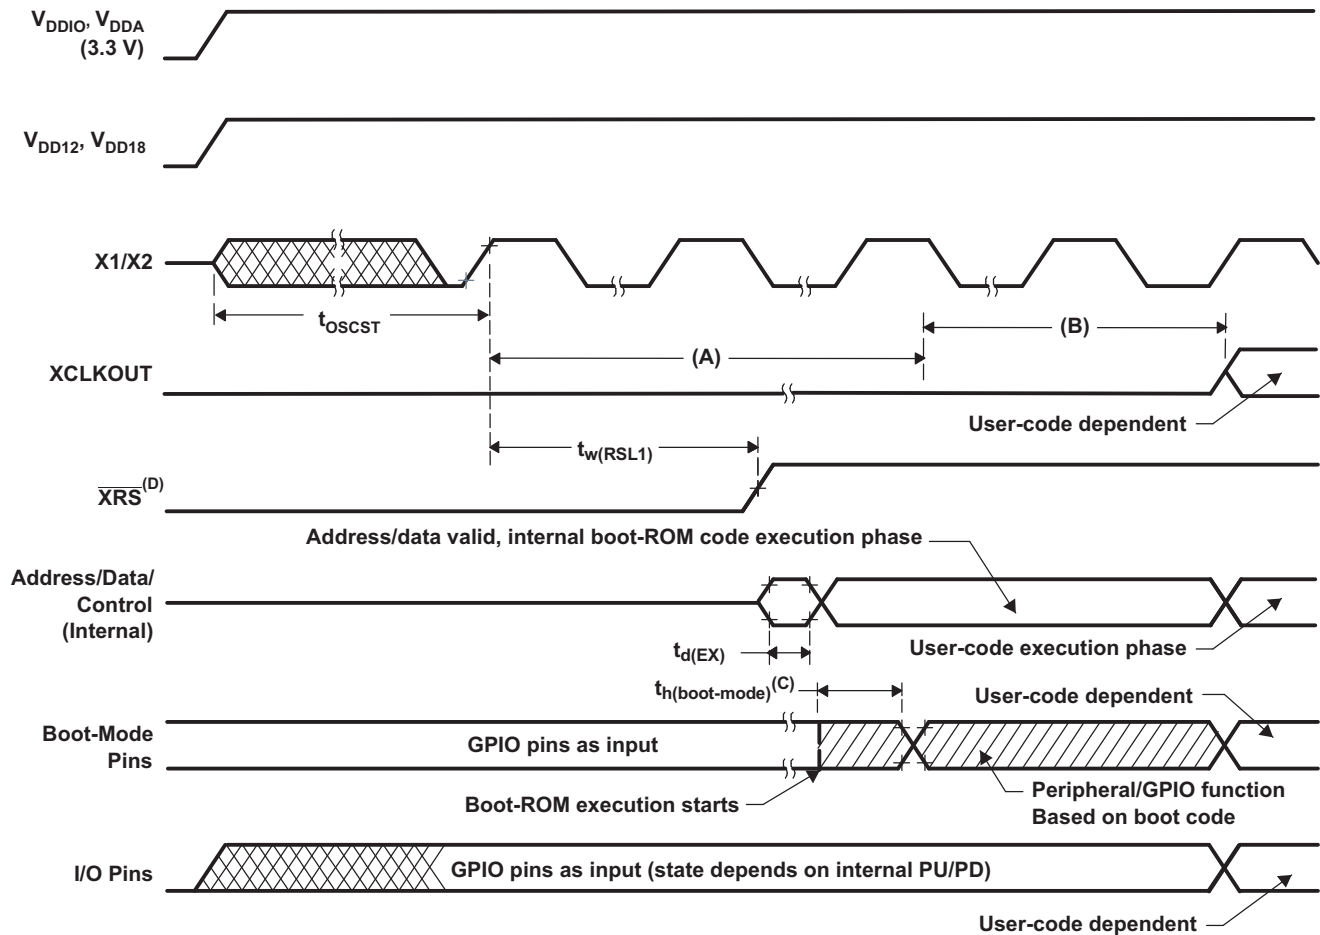 VDDIO, VDDA
(3.3 V)
VDD12, VDD18
X1/X2
tOSCST
(B)
(A)
XCLKOUT
User-code dependent
tw(RSL1)
XRS(D)
Address/data valid, internal boot-ROM code execution phase
Address/Data/
Control
(Internal)
td(EX)
User-code execution phase
th(boot-mode)(C)
User-code dependent
Boot-Mode
Pins
GPIO pins as input
Boot-ROM execution starts
Peripheral/GPIO function
Based on boot code
I/O Pins
GPIO pins as input (state depends on internal PU/PD)
User-code dependent